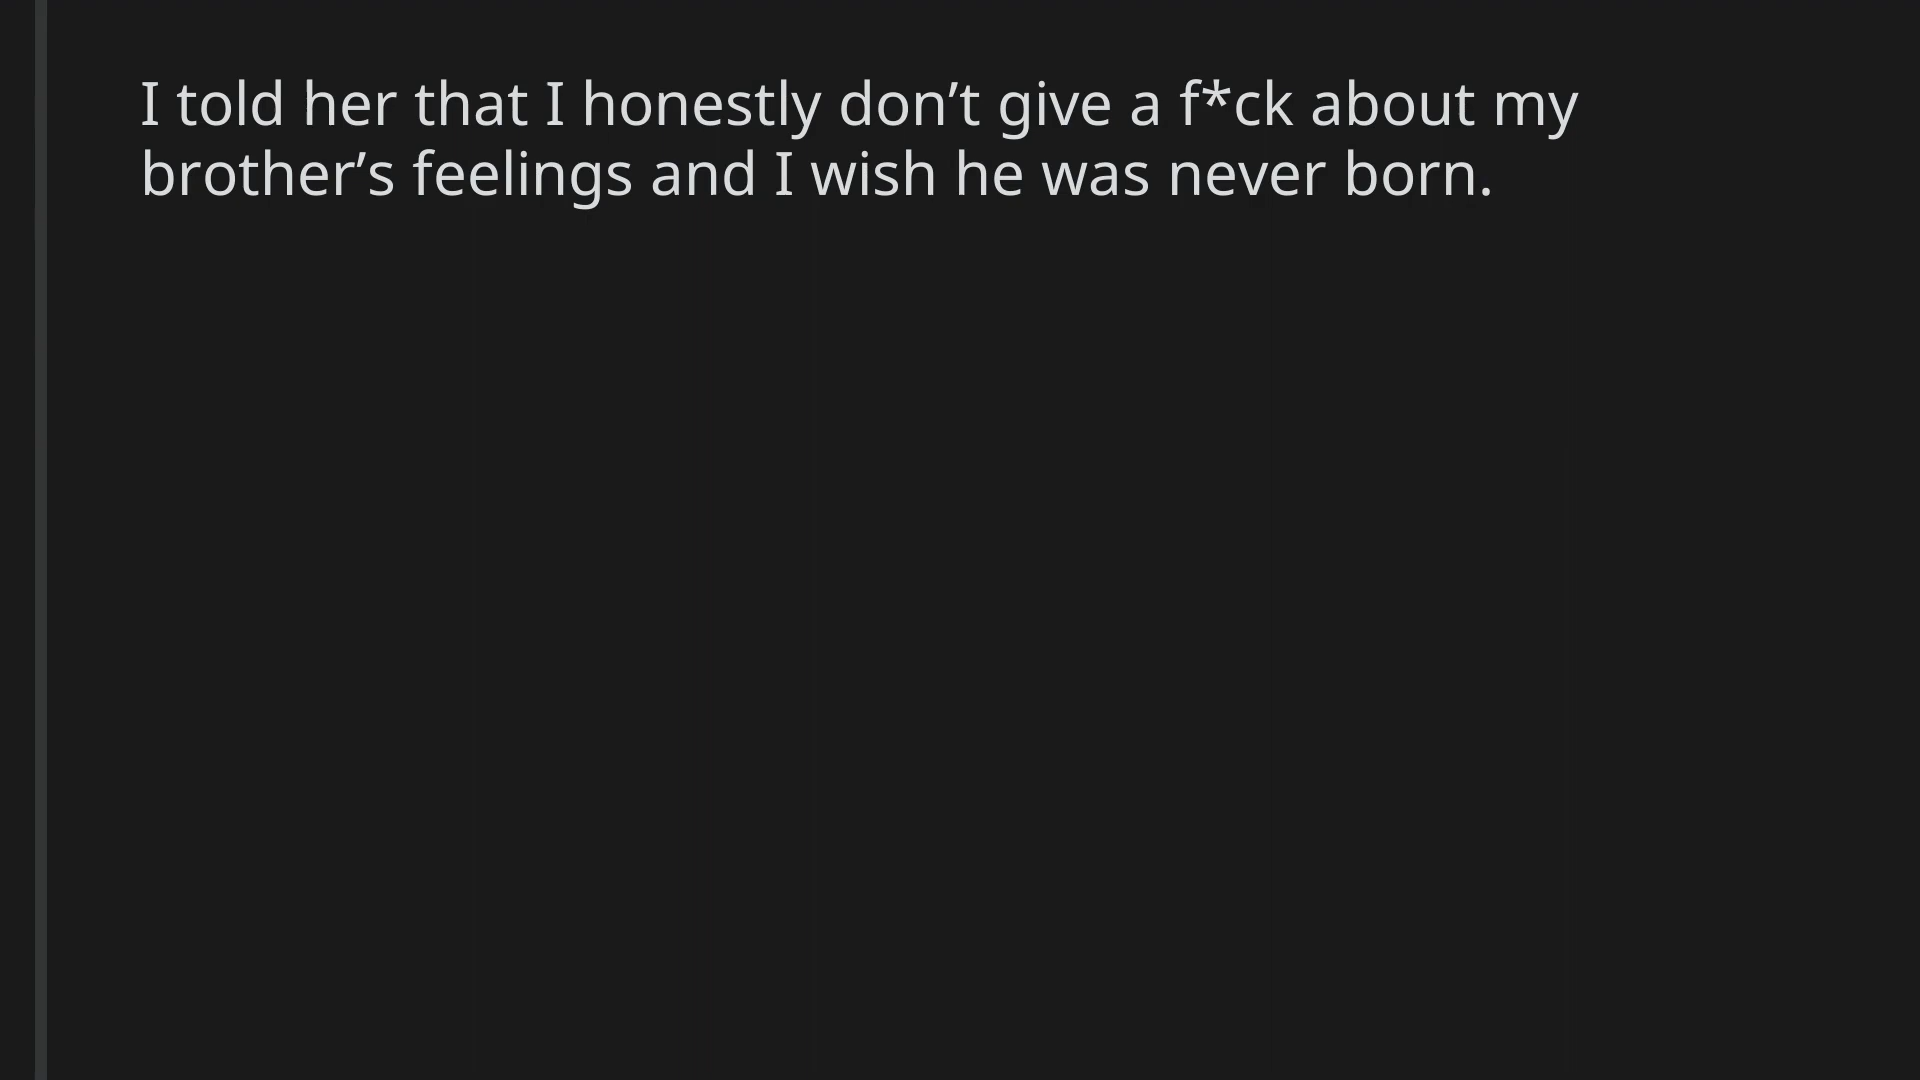 I told her that I honestly don’t give a f*ck about my
brother’s feelings and I wish he was never born.